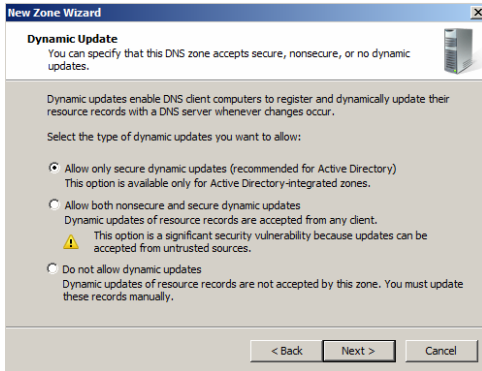 New Zone Wizard
Dynamic Update
You can specify that this DNS zone accepts secure, nonsecure, or no dynamic
updates.
Dynamic updates enable DNS client computers to register and dynamically update their
resource records with a DNS server whenever changes occur.
Select the type of dynamic updates you want to allow:
Allow only secure dynamic updates (recommended for Active Directory)
This option is available only for Active Directory-integrated zones.
Allow both nonsecure and secure dynamic updates
Dynamic updates of resource records are accepted from any client.
This option is a significant security vulnerability because updates can be
accepted from untrusted sources.
Do not allow dynamic updates
Dynamic updates of resource records are not accepted by this zone. You must update
these records manually.
< Back Next > Cancel